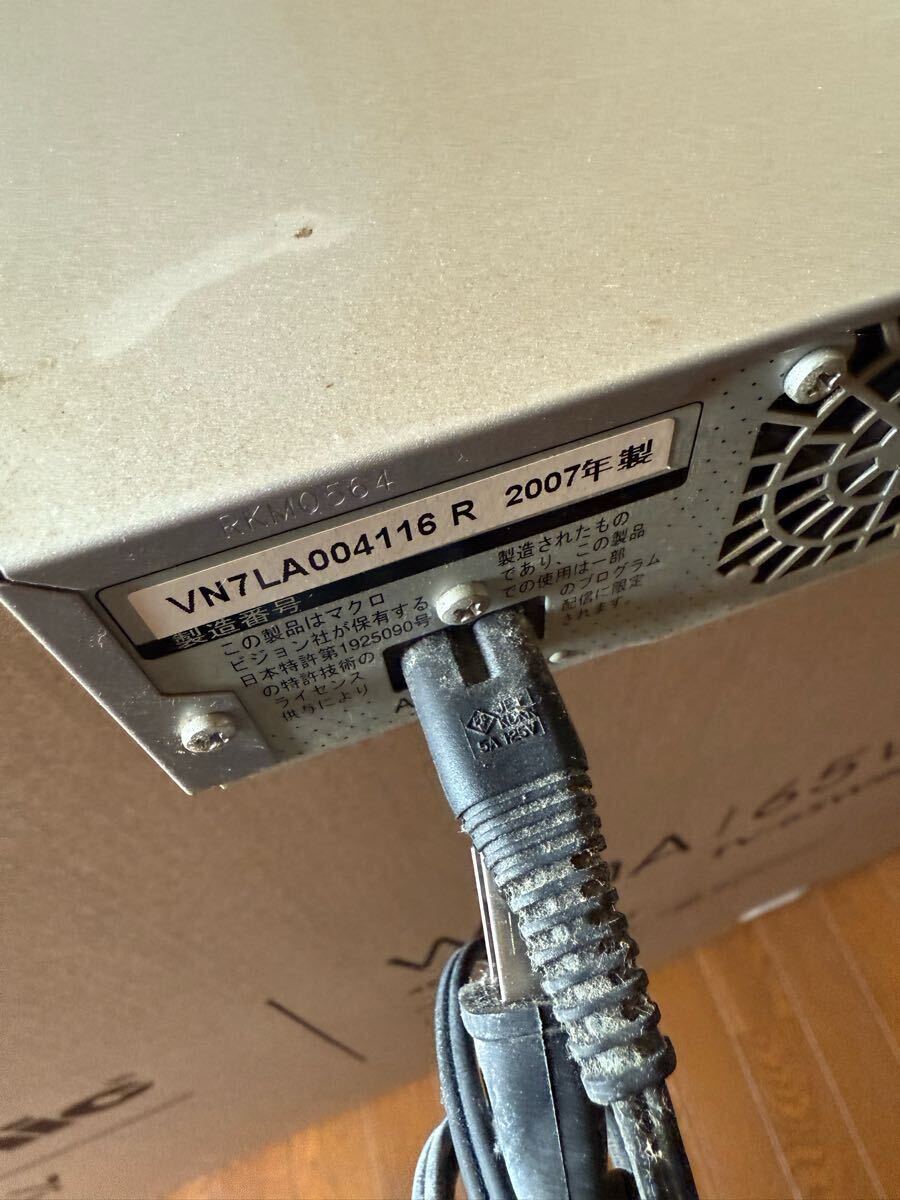 RKM0564
VN7LA004116 R 2007年製
製造番号
この製品はマクロ
ビジョン社が保有する
日本特許第1925090号
の特許技術の
ライセンス
供与により
製造されたもの
であり、この製品
での使用は一部
のプログラム
配信に限定
されます。
5A 125V